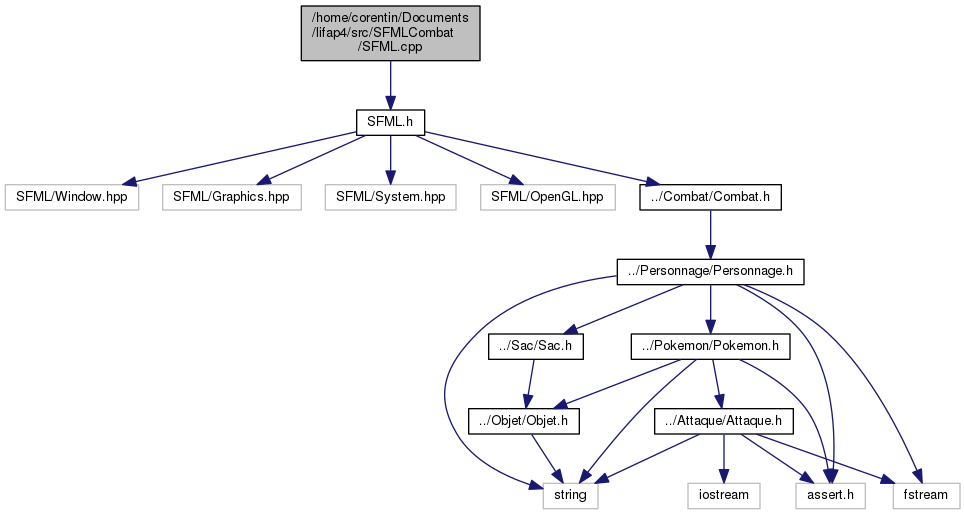 /home/corentin/Documents
/lifap4/src/SFMLCombat
/SFML.cpp
SFML.h
SFML/Window.hpp
SFML/Graphics.hpp
SFML/System.hpp
SFML/OpenGL.hpp
../Combat/Combat.h
../Personnage/Personnage.h
../Sac/Sac.h
../Pokemon/Pokemon.h
../Objet/Objet.h
../Attaque/Attaque.h
string
iostream
assert.h
fstream